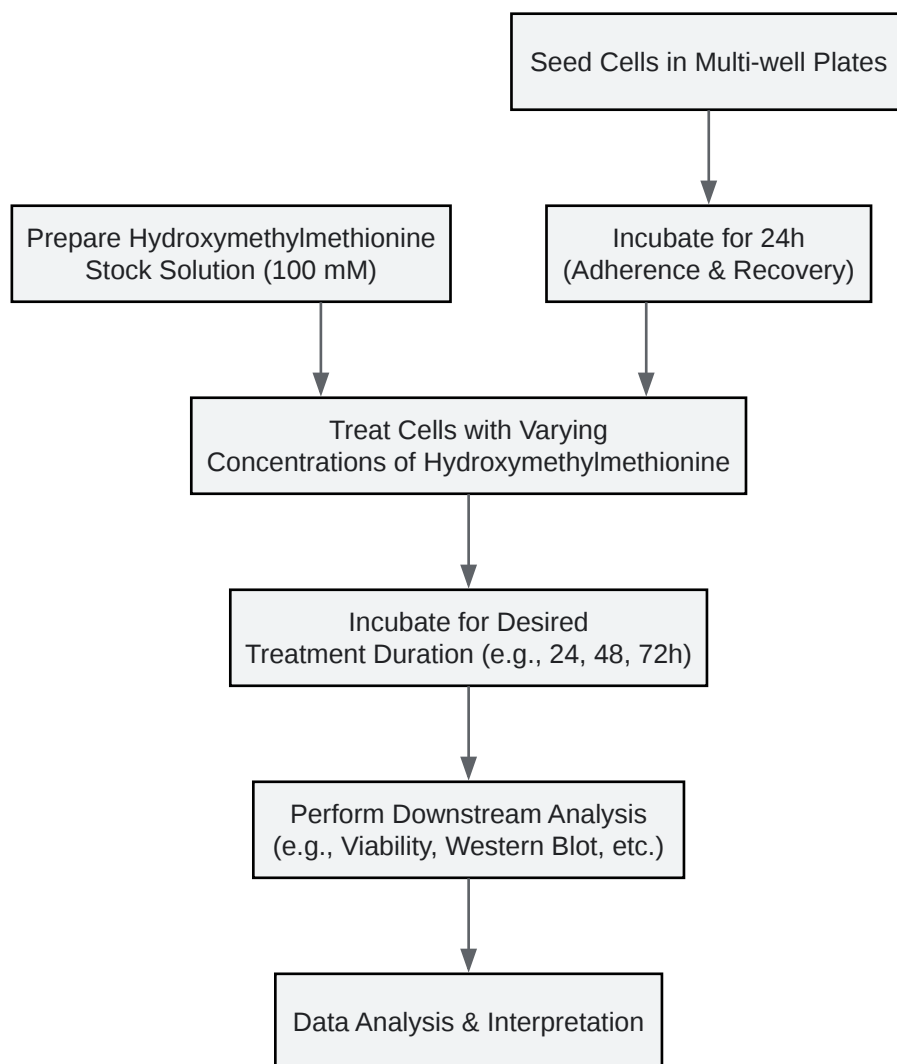 Seed Cells in Multi-well Plates
Prepare Hydroxymethylmethionine
Stock Solution (100 mM)
Incubate for 24h
(Adherence & Recovery)
Treat Cells with Varying
Concentrations of Hydroxymethylmethionine
Incubate for Desired
Treatment Duration (e.g., 24, 48, 72h)
Perform Downstream Analysis
(e.g., Viability, Western Blot, etc.)
Data Analysis & Interpretation